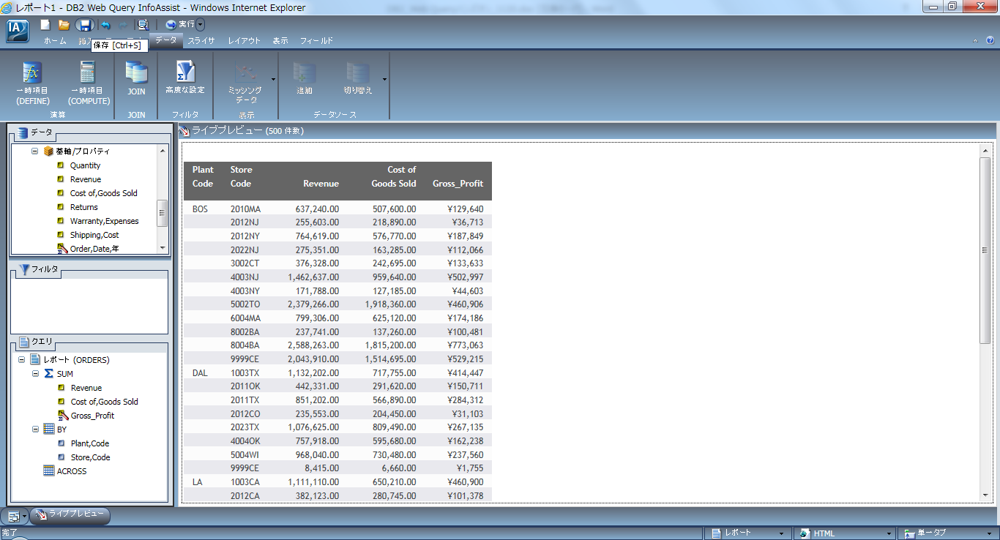 レポート1 - DB2 Web Query InfoAssist - Windows Internet Explorer
IA
実行
ホーム 挿入 データ スライサ レイアウト 表示 フィールド
保存 [Ctrl+S]
一時項目 (DEFINE)
一時項目 (COMPUTE)
演算
JOIN
JOIN
高度な設定
フィルタ
ミッシング データ
表示
追加
切り替え
データソース
データ
基軸/プロパティ
Quantity
Revenue
Cost of,Goods Sold
Returns
Warranty,Expenses
Shipping,Cost
Order,Date,年
フィルタ
クエリ
レポート (ORDERS)
SUM
Revenue
Cost of,Goods Sold
Gross_Profit
BY
Plant,Code
Store,Code
ACROSS
ライブプレビュー (500 件数)
Plant Code Store Code Revenue Cost of Goods Sold Gross_Profit
BOS 2010MA 637,240.00 507,600.00 ¥129,640
2012NJ 255,603.00 218,890.00 ¥36,713
2012NY 764,619.00 576,770.00 ¥187,849
2022NJ 275,351.00 163,285.00 ¥112,066
3002CT 376,328.00 242,695.00 ¥133,633
4003NJ 1,462,637.00 959,640.00 ¥502,997
4003NY 171,788.00 127,185.00 ¥44,603
5002TO 2,379,266.00 1,918,360.00 ¥460,906
6004MA 799,306.00 625,120.00 ¥174,186
8002BA 237,741.00 137,260.00 ¥100,481
8004BA 2,588,263.00 1,815,200.00 ¥773,063
9999CE 2,043,910.00 1,514,695.00 ¥529,215
DAL 1003TX 1,132,202.00 717,755.00 ¥414,447
2011OK 442,331.00 291,620.00 ¥150,711
2011TX 851,202.00 566,890.00 ¥284,312
2012CO 235,553.00 204,450.00 ¥31,103
2023TX 1,076,625.00 809,490.00 ¥267,135
4004OK 757,918.00 595,680.00 ¥162,238
5004WI 968,040.00 730,480.00 ¥237,560
9999CE 8,415.00 6,660.00 ¥1,755
LA 1003CA 1,111,110.00 650,210.00 ¥460,900
2012CA 382,123.00 280,745.00 ¥101,378
ライブプレビュー
完了
レポート
HTML
単一タブ